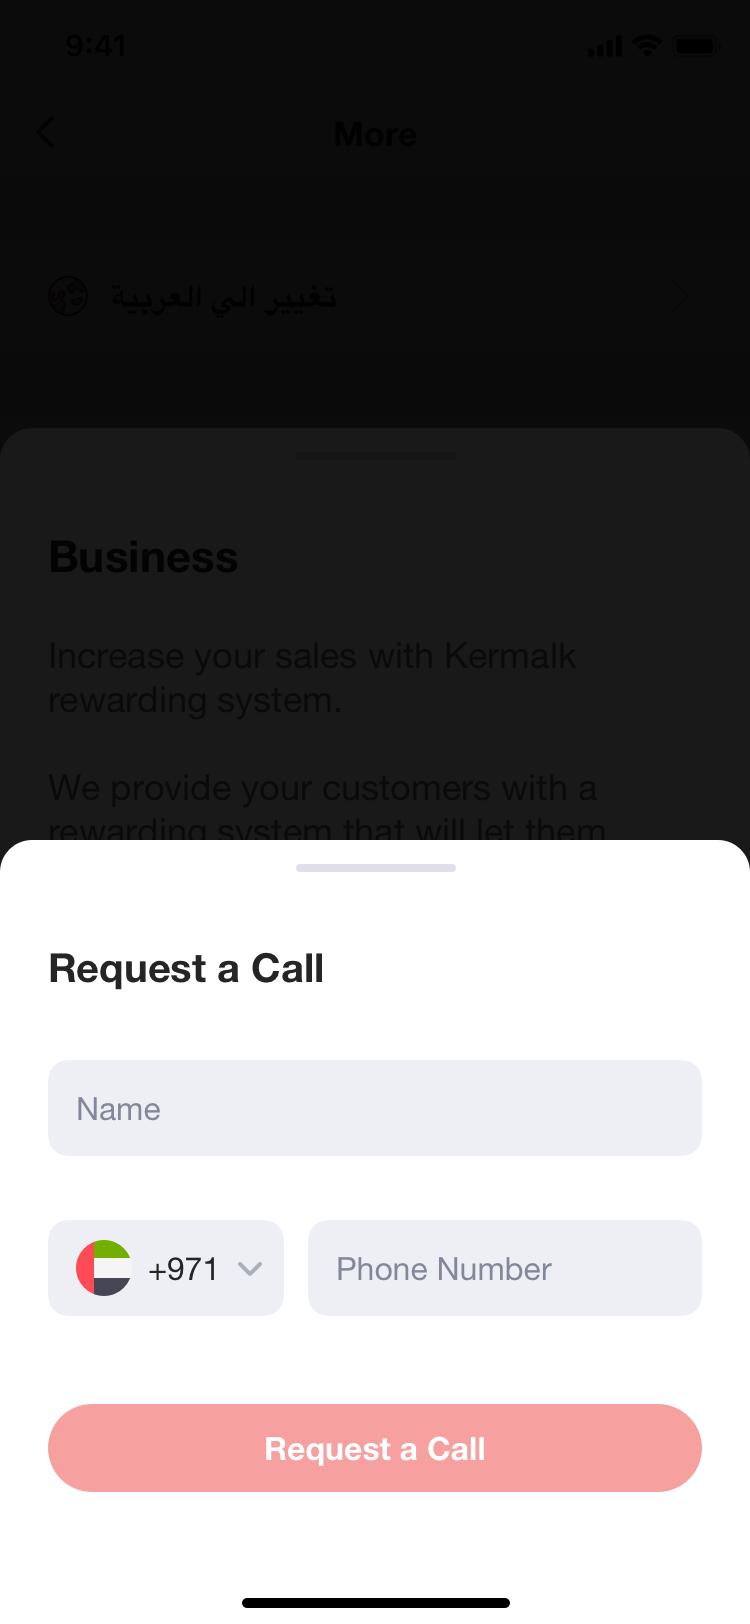 9:41
More
تغيير الي العربية
Business
Increase your sales with Kermalk
rewarding system.
We provide your customers with a
rewarding system that will let them
Request a Call
Name
+971
Phone Number
Request a Call